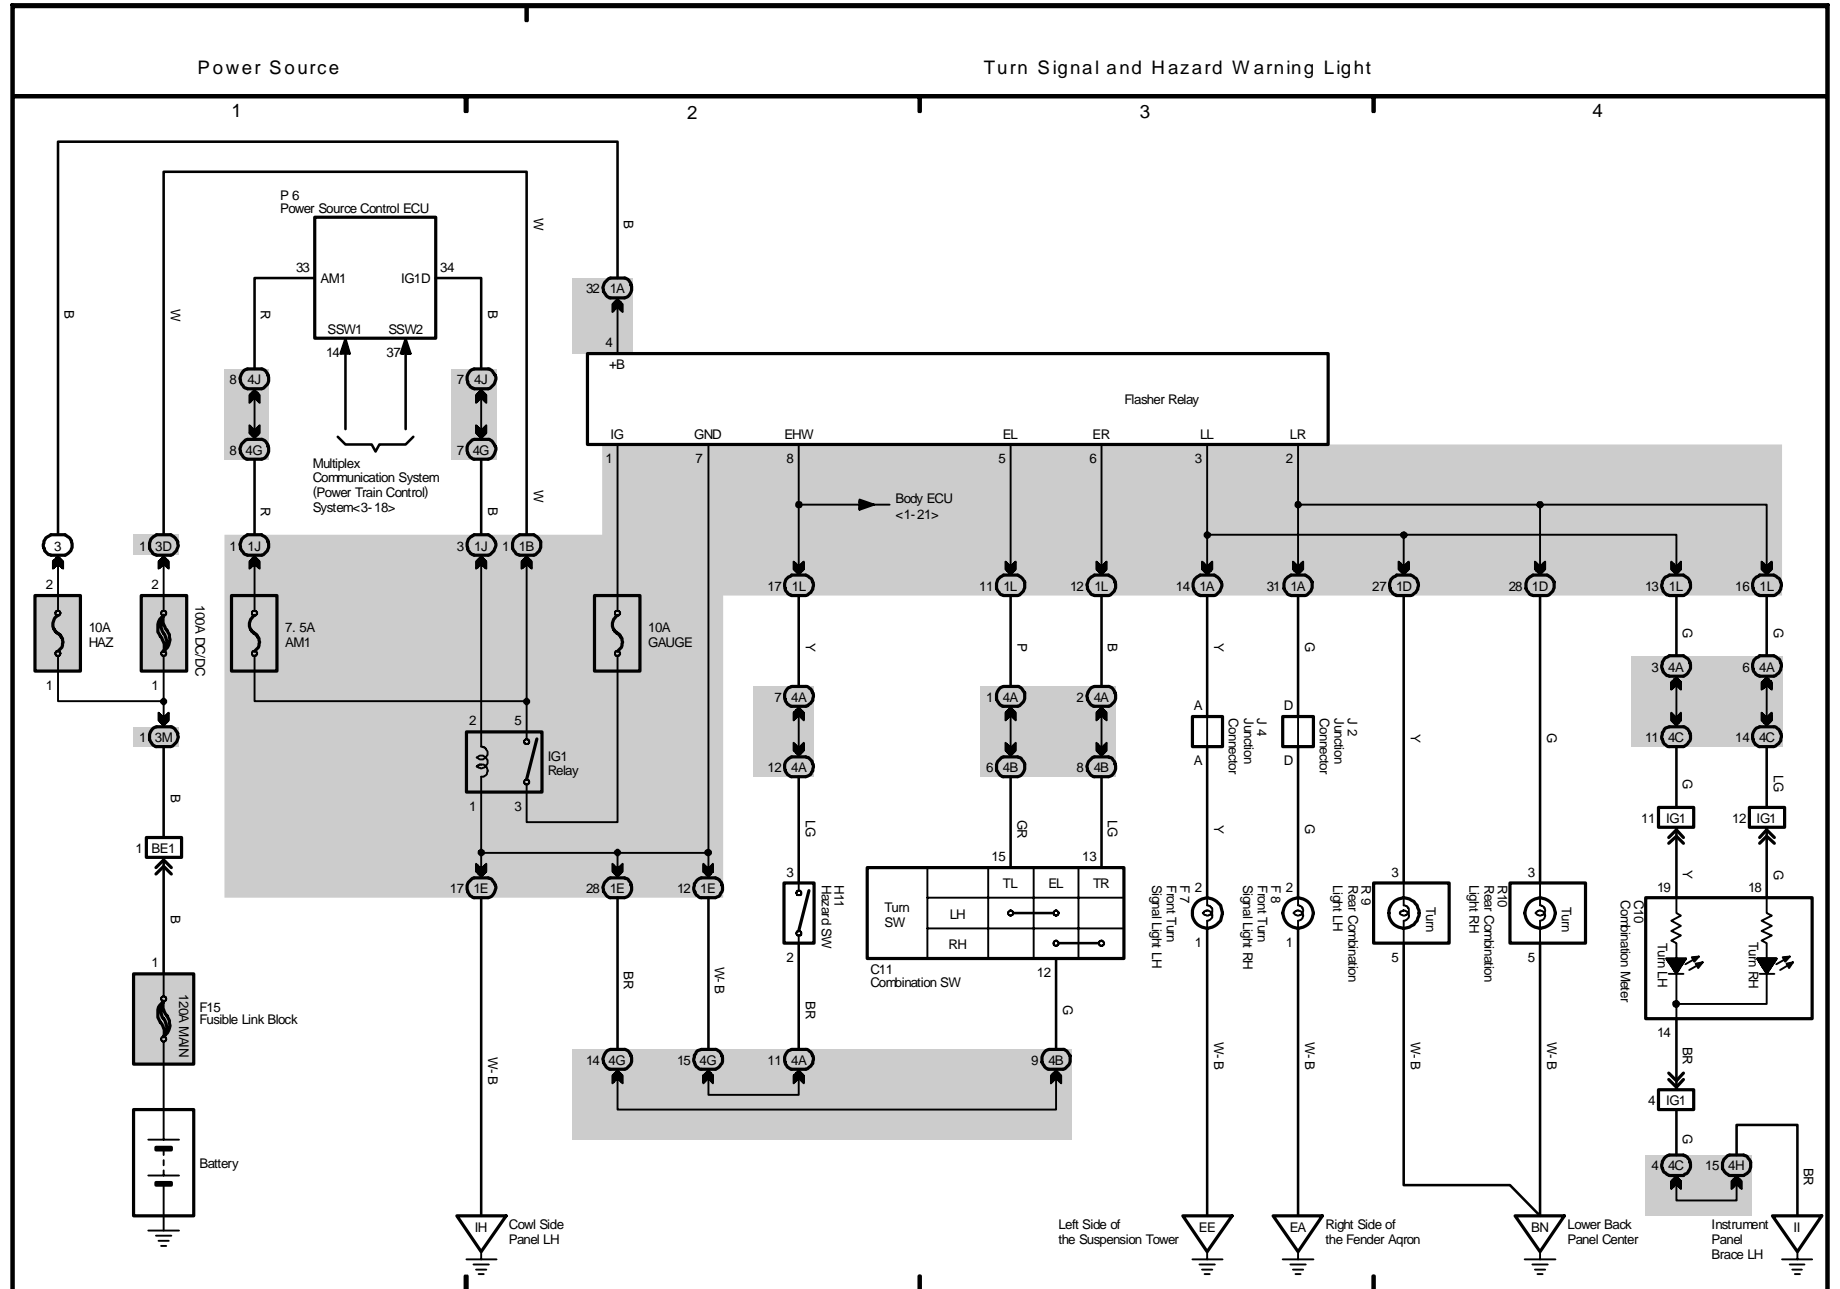 Power Source
Turn Signal and Hazard Warning Light
1
2
3
4
P 6
Power Source Control ECU
33
AM1
IG1D
34
SSW1
SSW2
14
37
B
W
R
B
W
B
32
1A
4
+B
Flasher Relay
IG
GND
EHW
EL
ER
LL
LR
1
7
8
5
6
3
2
8
4J
7
4J
8
4G
7
4G
Multiplex
Communication System
(Power Train Control)
System<3-18>
Body ECU
<1-21>
R
B
W
3
1
3D
1
1J
3
1J
1
1B
17
1L
11
1L
12
1L
14
1A
31
1A
27
1D
28
1D
13
1L
16
1L
2
10A
HAZ
1
2
100A DC/DC
1
7. 5A
AM1
10A
GAUGE
Y
P
B
Y
G
G
G
3
4A
6
4A
7
4A
1
4A
2
4A
A
J 4
Junction
Connector
A
D
J 2
Junction
Connector
D
Y
G
11
4C
14
4C
1
3M
2
5
IG1
Relay
1
3
12
4A
6
4B
8
4B
B
LG
GR
LG
Y
G
G
LG
1
BE1
11
IG1
12
IG1
15
13
3
H11
Hazard SW
2
Turn
SW
TL
EL
TR
LH
RH
C11
Combination SW
12
17
1E
28
1E
12
1E
2
F 7
Front Turn
Signal Light LH
1
2
F 8
Front Turn
Signal Light RH
1
3
R 9
Rear Combination
Light LH
Turn
5
3
R10
Rear Combination
Light RH
Turn
5
Y
G
19
18
C10
Combination Meter
Turn LH
Turn RH
14
B
1
120A MAIN
F15
Fusible Link Block
BR
W-B
BR
G
W-B
14
4G
15
4G
11
4A
9
4B
W-B
W-B
W-B
W-B
BR
4
IG1
G
4
4C
15
4H
BR
Battery
IH
Cowl Side
Panel LH
Left Side of
the Suspension Tower
EE
EA
Right Side of
the Fender Aqron
BN
Lower Back
Panel Center
Instrument
Panel
Brace LH
II